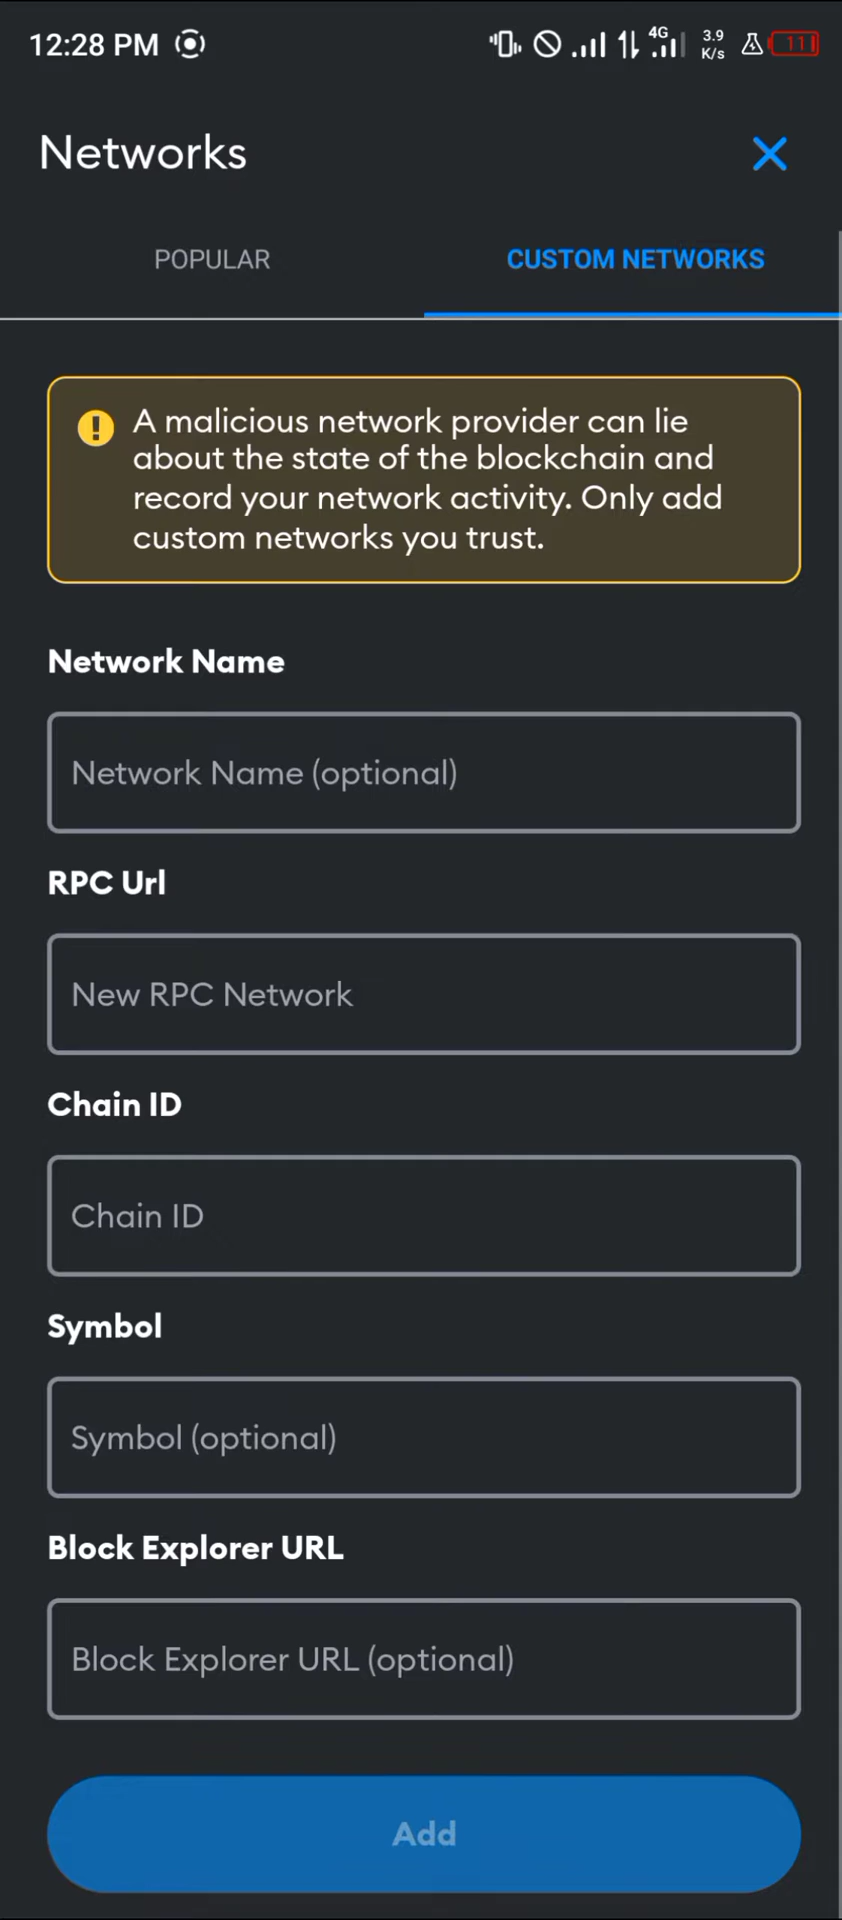 12:28 PM 4G 3.9 K/s 11
Networks
POPULAR CUSTOM NETWORKS
A malicious network provider can lie
about the state of the blockchain and
record your network activity. Only add
custom networks you trust.
Network Name
Network Name (optional)
RPC Url
New RPC Network
Chain ID
Chain ID
Symbol
Symbol (optional)
Block Explorer URL
Block Explorer URL (optional)
Add